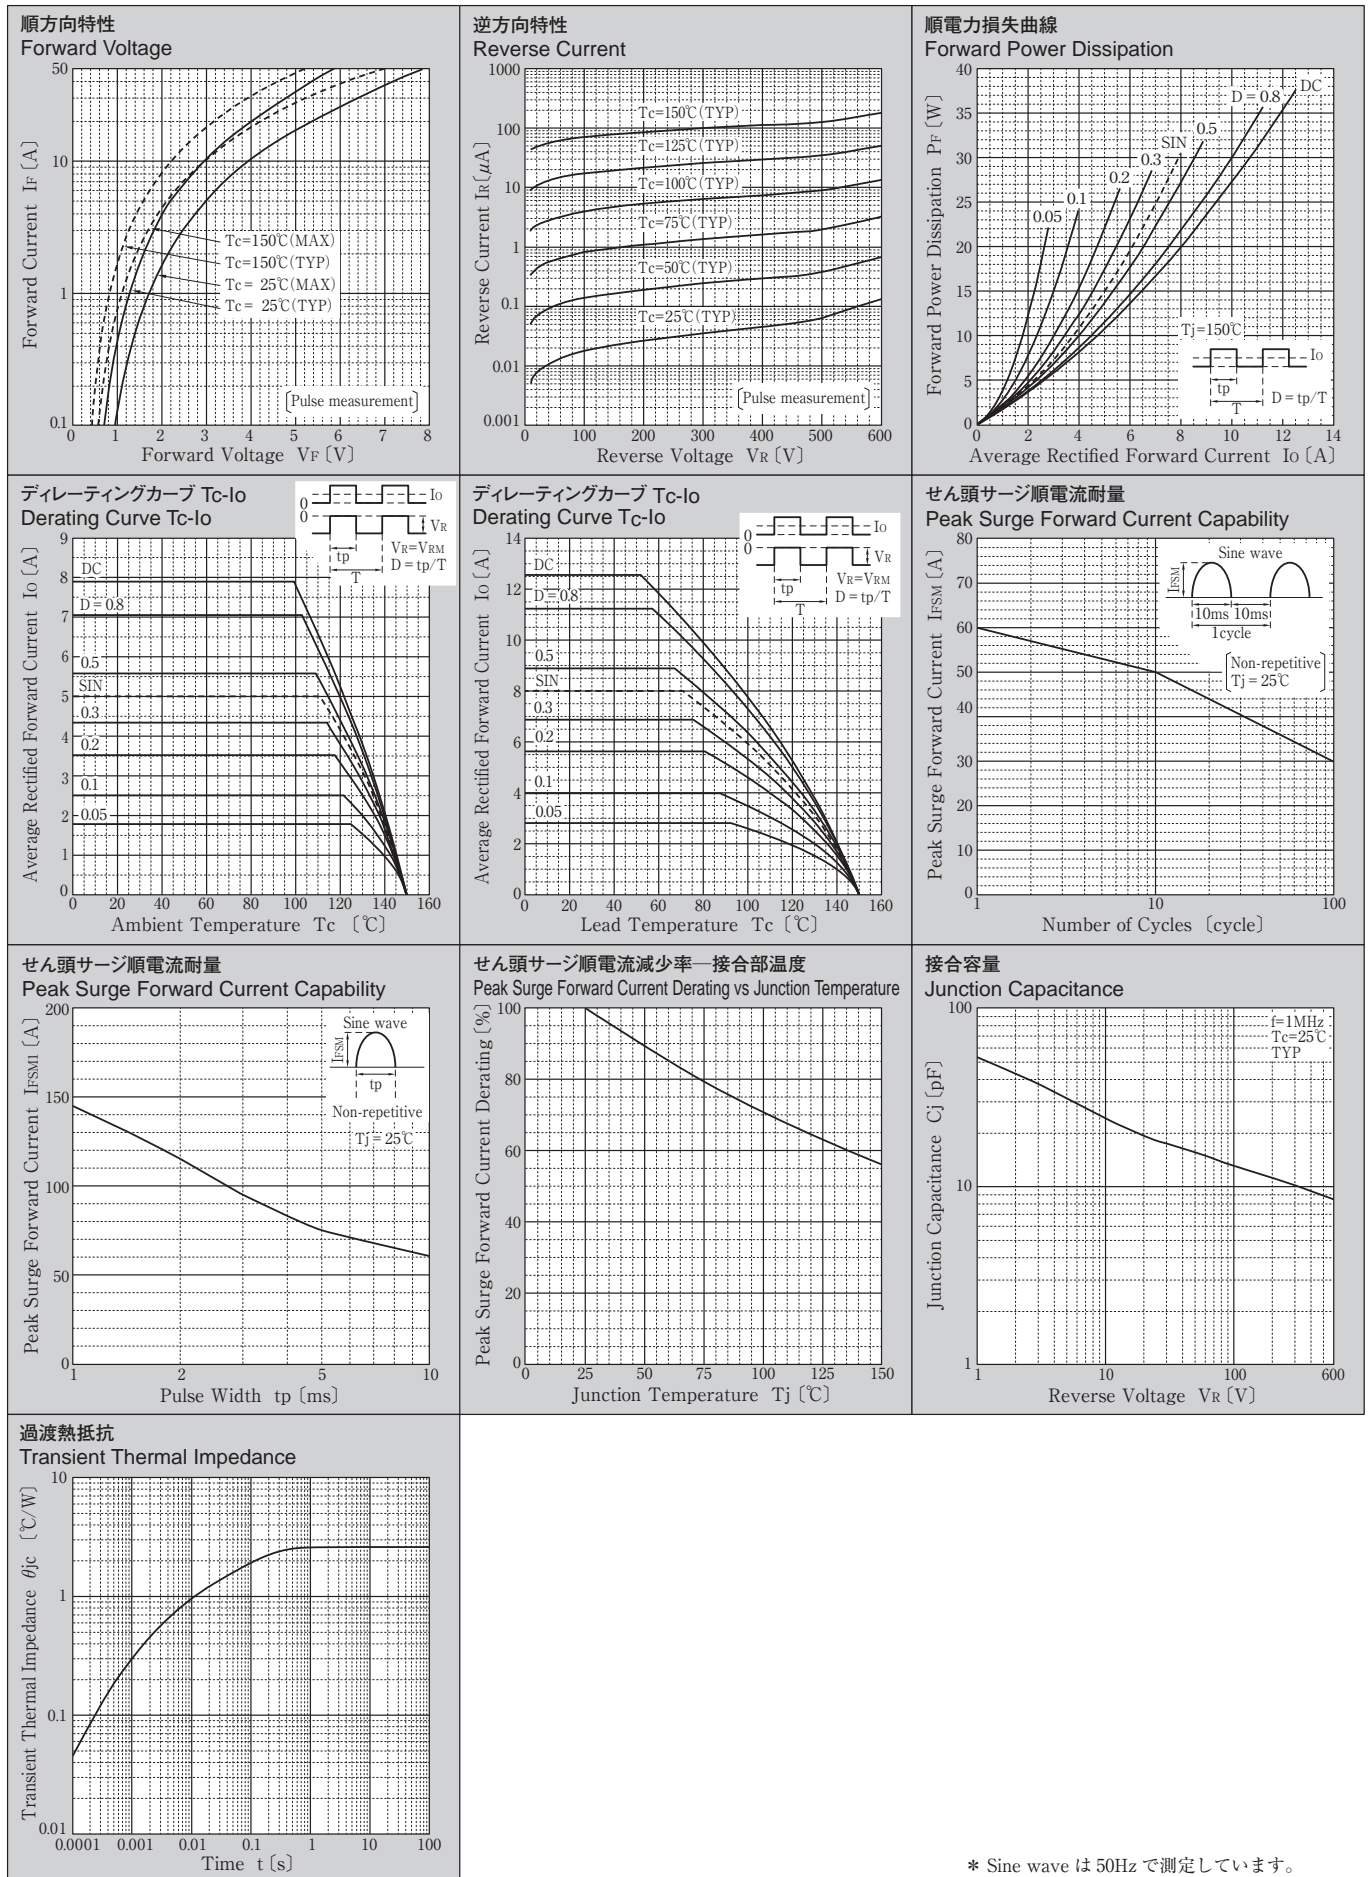 順方向特性
Forward Voltage
Forward Current IF [A]
50
10
1
0.1
Tc=150℃(MAX)
Tc=150℃(TYP)
Tc= 25℃(MAX)
Tc= 25℃(TYP)
[Pulse measurement]
0 1 2 3 4 5 6 7 8
Forward Voltage VF [V]
逆方向特性
Reverse Current
Reverse Current IR [μA]
1000
100
10
1
0.1
0.01
0.001
Tc=150℃(TYP)
Tc=125℃(TYP)
Tc=100℃(TYP)
Tc=75℃(TYP)
Tc=50℃(TYP)
Tc=25℃(TYP)
[Pulse measurement]
0 100 200 300 400 500 600
Reverse Voltage VR [V]
順電力損失曲線
Forward Power Dissipation
Forward Power Dissipation PF [W]
40
35
30
25
20
15
10
5
0
DC
D = 0.8
0.5
SIN
0.3
0.2
0.1
0.05
Tj=150℃
Io
tp
T
D = tp/T
0 2 4 6 8 10 12 14
Average Rectified Forward Current Io [A]
ディレーティングカーブ Tc-Io
Derating Curve Tc-Io
0
Io
0
VR
tp
T
VR=VRM
D = tp/T
Average Rectified Forward Current Io [A]
9
8
7
6
5
4
3
2
1
0
DC
D = 0.8
0.5
SIN
0.3
0.2
0.1
0.05
0 20 40 60 80 100 120 140 160
Ambient Temperature Tc [℃]
ディレーティングカーブ Tc-Io
Derating Curve Tc-Io
0
Io
0
VR
tp
T
VR=VRM
D = tp/T
Average Rectified Forward Current Io [A]
14
12
10
8
6
4
2
0
DC
D = 0.8
0.5
SIN
0.3
0.2
0.1
0.05
0 20 40 60 80 100 120 140 160
Lead Temperature Tc [℃]
せん頭サージ順電流耐量
Peak Surge Forward Current Capability
Peak Surge Forward Current IFSM [A]
80
70
60
50
40
30
20
10
0
Sine wave
IFSM
10ms 10ms
1cycle
[Non-repetitive
Tj = 25℃]
1 10 100
Number of Cycles [cycle]
せん頭サージ順電流耐量
Peak Surge Forward Current Capability
Peak Surge Forward Current IFSM1 [A]
200
150
100
50
0
Sine wave
IFSM
tp
Non-repetitive
Tj = 25℃
1 2 5 10
Pulse Width tp [ms]
せん頭サージ順電流減少率—接合部温度
Peak Surge Forward Current Derating vs Junction Temperature
Peak Surge Forward Current Derating [%]
100
80
60
40
20
0
0 25 50 75 100 125 150
Junction Temperature Tj [℃]
接合容量
Junction Capacitance
Junction Capacitance Cj [pF]
100
10
1
f=1MHz
Tc=25℃
TYP
1 10 100 600
Reverse Voltage VR [V]
過渡熱抵抗
Transient Thermal Impedance
Transient Thermal Impedance θjc [℃/W]
10
1
0.1
0.01
0.0001 0.001 0.01 0.1 1 10 100
Time t [s]
* Sine wave は 50Hz で測定しています。